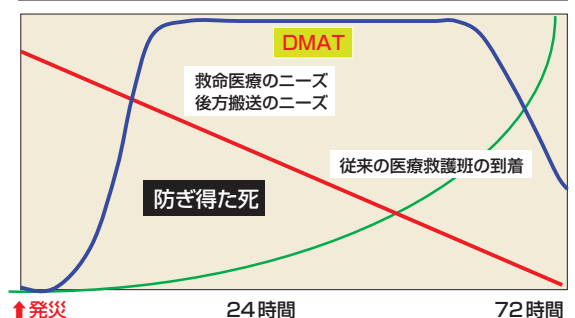 DMAT
救命医療のニーズ
後方搬送のニーズ
従来の医療救護班の到着
防ぎ得た死
↑発災
24時間
72時間